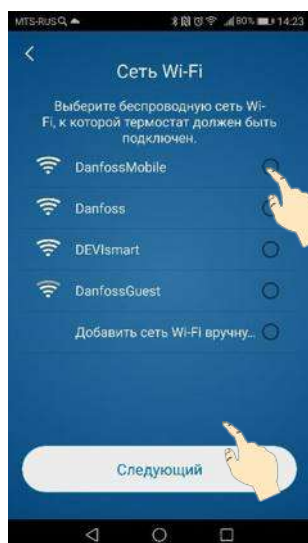 MTS-RUS 80% 14:23
Сеть Wi-Fi
Выберите беспроводную сеть Wi-
Fi, к которой термостат должен быть
подключен.
DanfossMobile
Danfoss
DEVIsmart
DanfossGuest
Добавить сеть Wi-Fi вручну...
Следующий